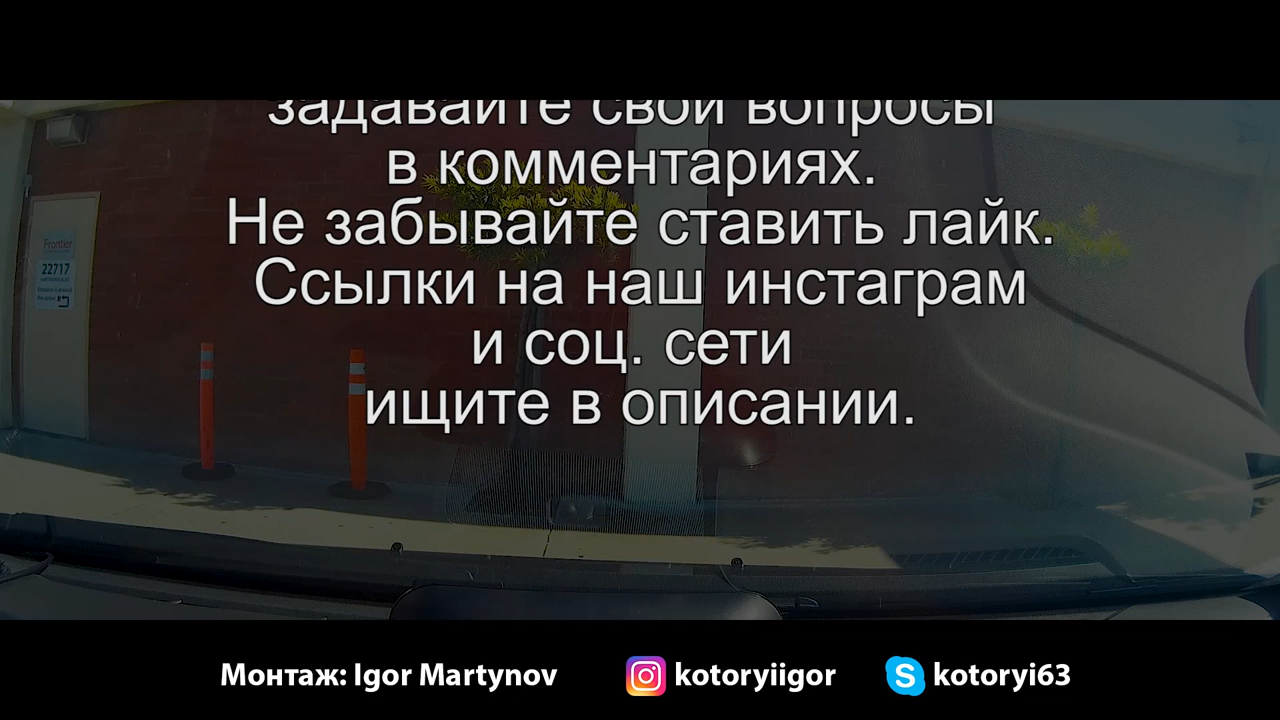 задавайте свои вопросы
в комментариях.
Не забывайте ставить лайк.
Ссылки на наш инстаграм
и соц. сети
ищите в описании.
Frontier
22717
Монтаж: Igor Martynov
kotoryiigor
kotoryi63